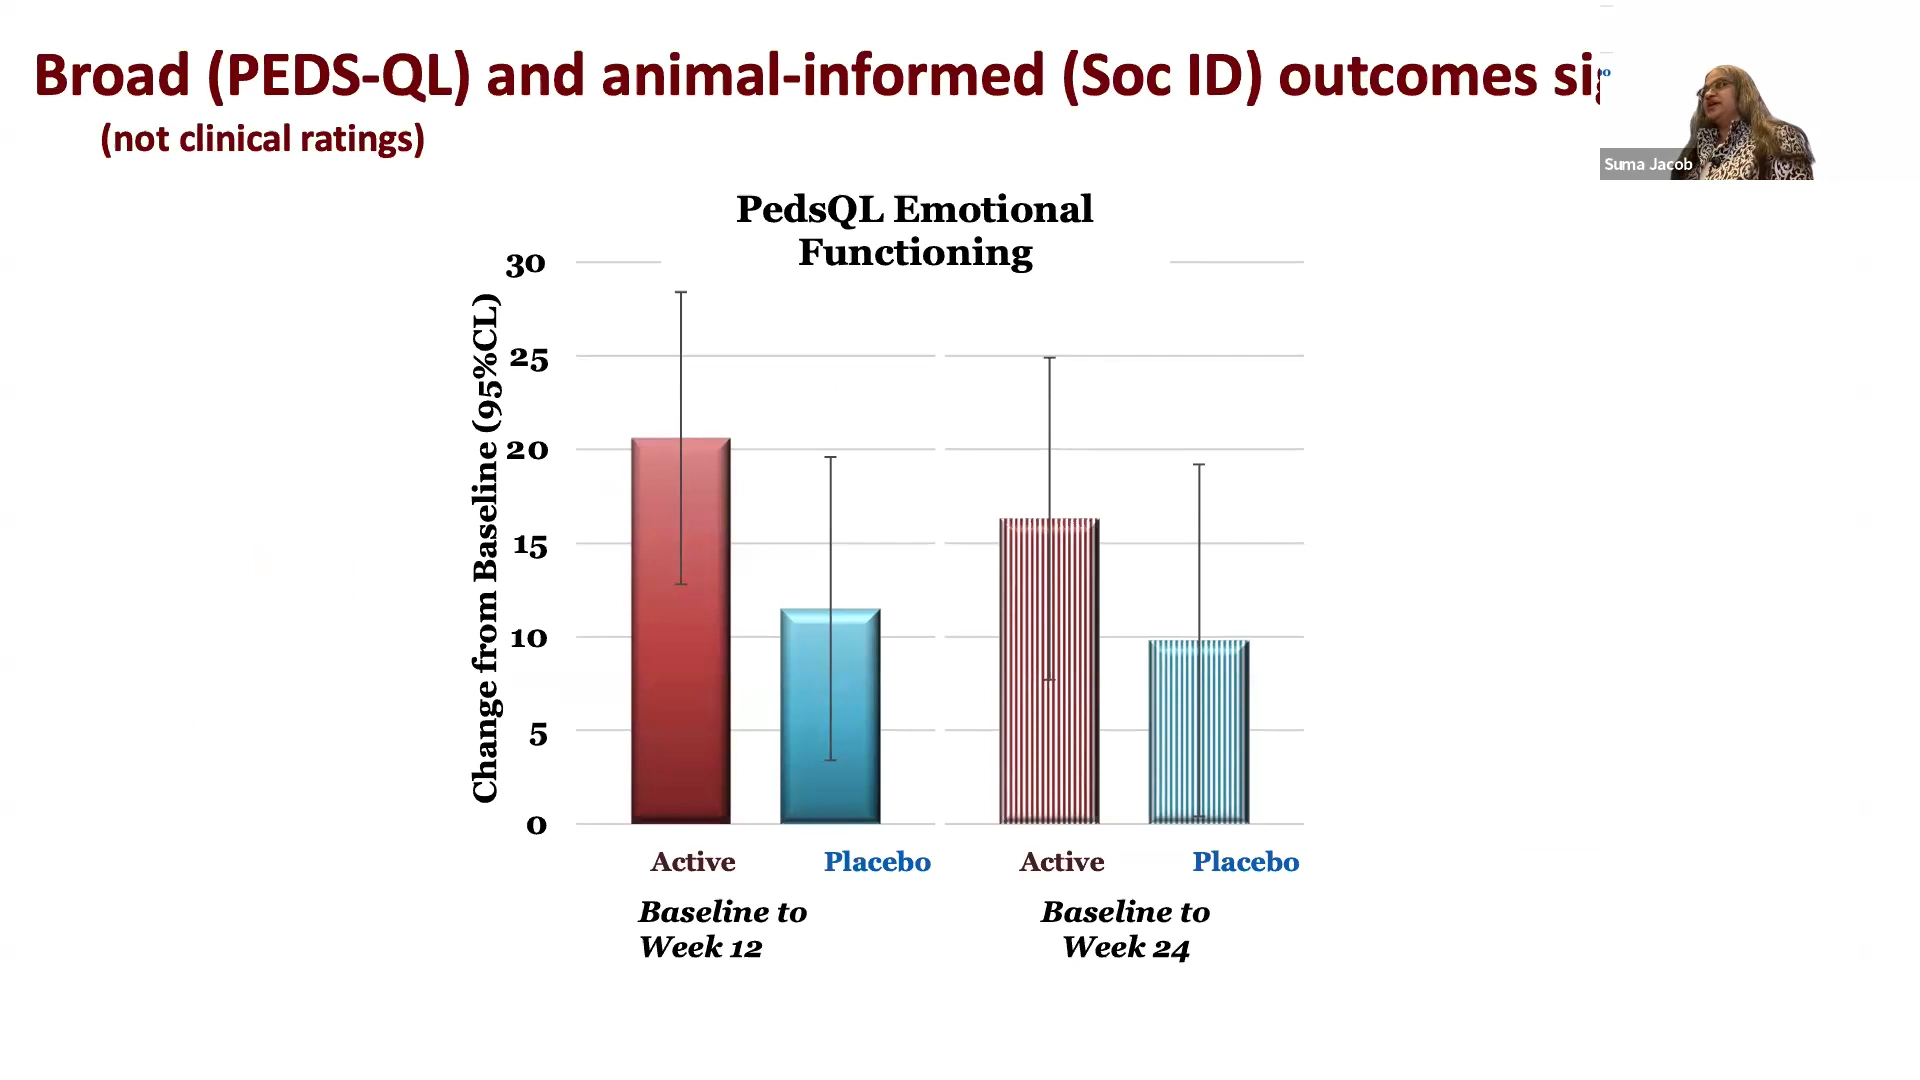 Broad (PEDS-QL) and animal-informed (Soc ID) outcomes
(not clinical ratings)
Suma Jacob
PedsQL Emotional
Functioning
Change from Baseline (95%CL)
30
25
20
15
10
5
0
Active Placebo Active Placebo
Baseline to
Week 12
Baseline to
Week 24